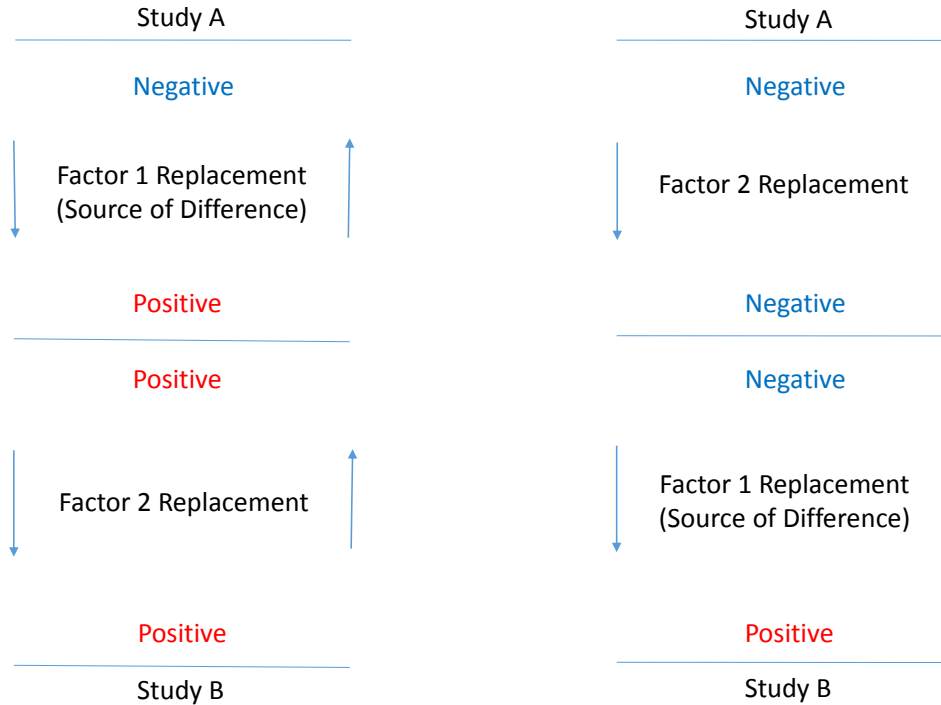 Study A
Negative
Factor 1 Replacement
(Source of Difference)
Positive
Positive
Factor 2 Replacement
Positive
Study B
Study A
Negative
Factor 2 Replacement
Negative
Negative
Factor 1 Replacement
(Source of Difference)
Positive
Study B